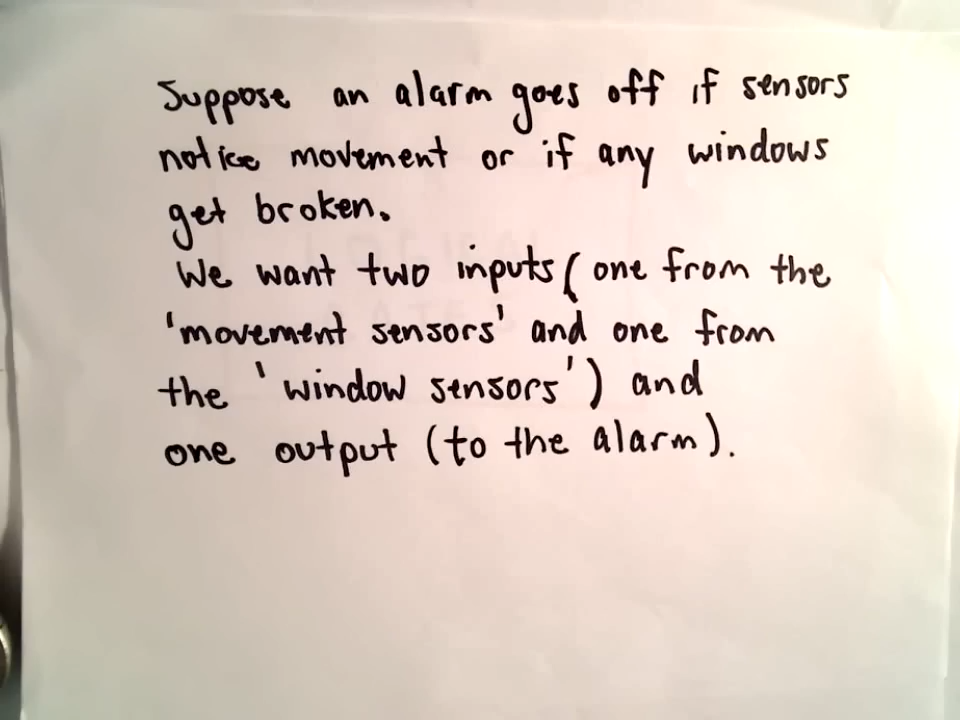 Suppose an alarm goes off if sensors
notice movement or if any windows
get broken.
We want two inputs (one from the
'movement sensors' and one from
the 'window sensors') and
one output (to the alarm).